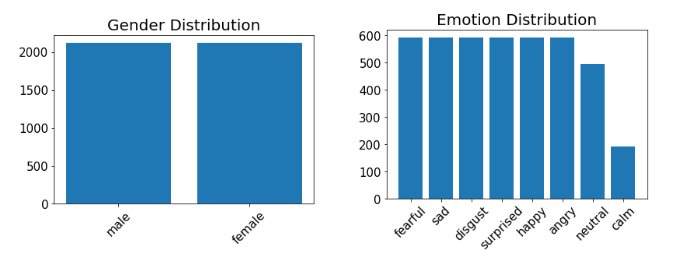 Gender Distribution
2000
1500
1000
500
0
male
female
Emotion Distribution
600
500
400
300
200
100
0
fearful
sad
disgust
surprised
happy
angry
neutral
calm